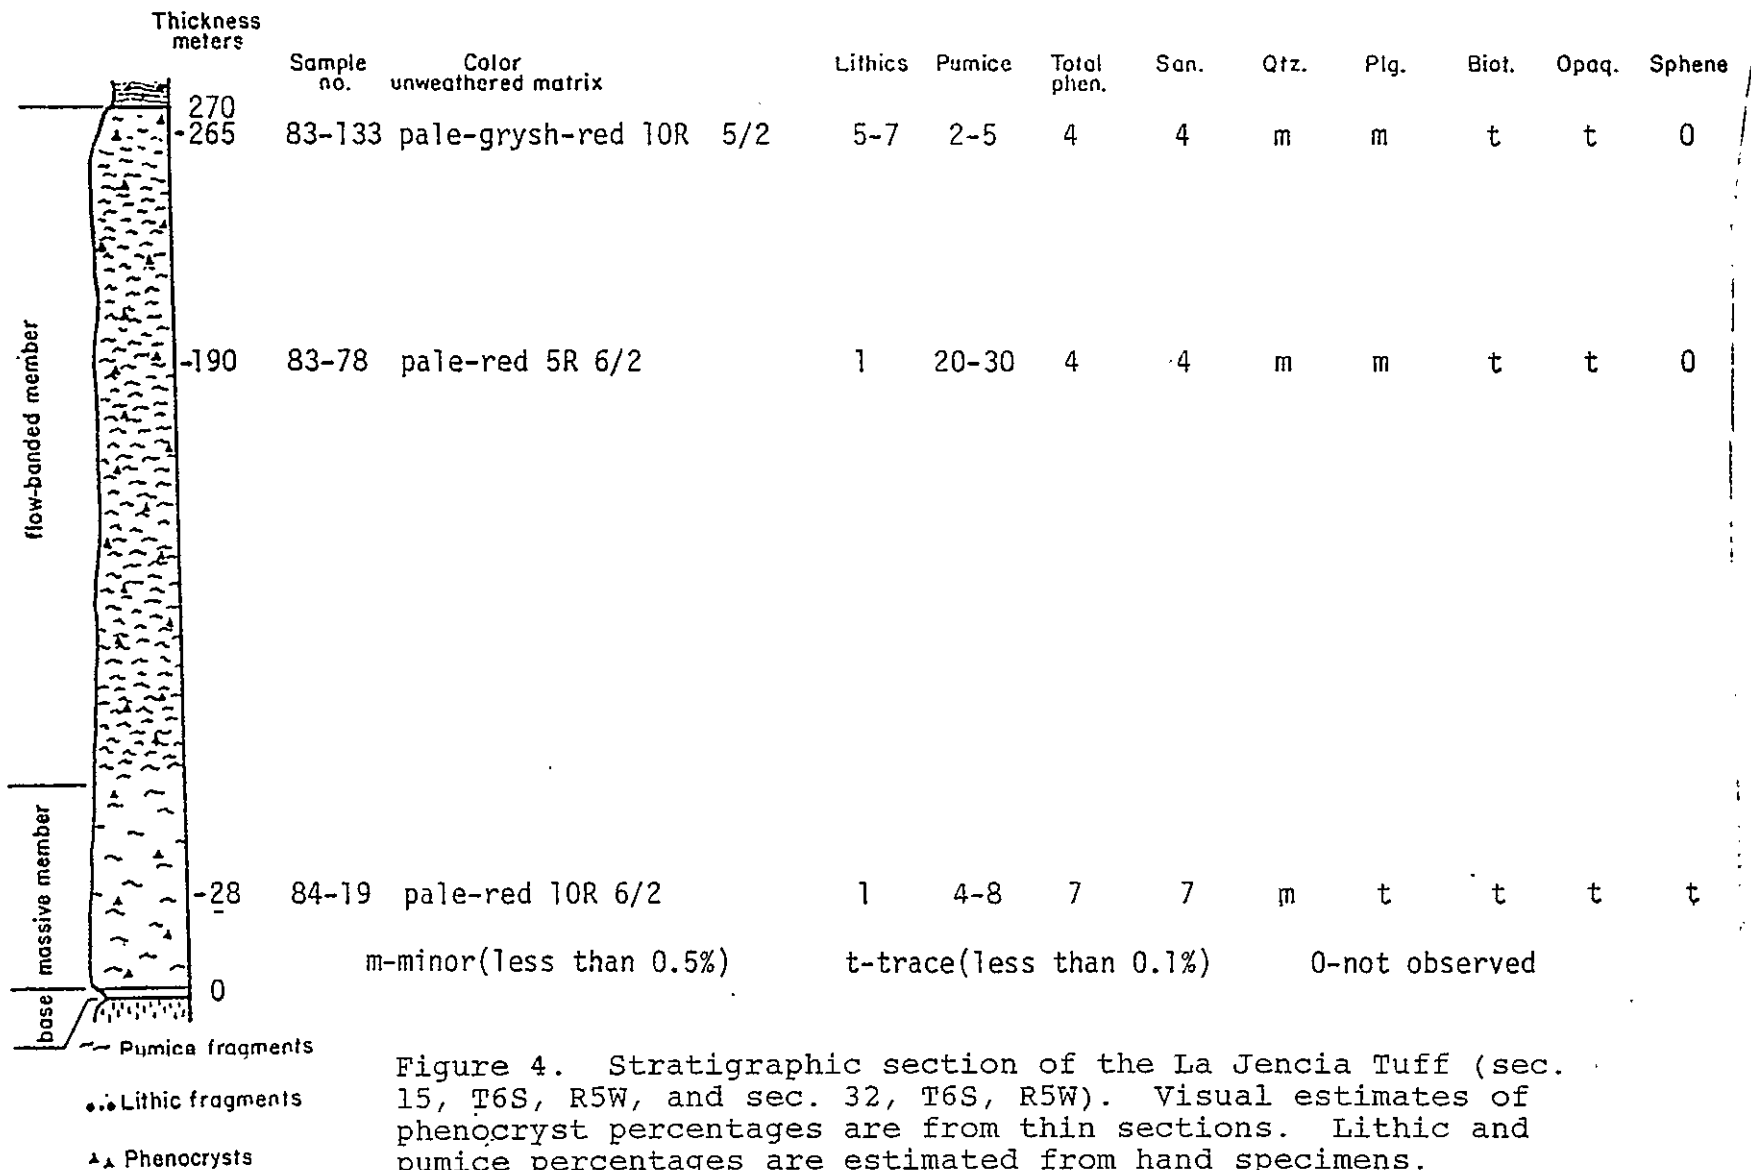 Thickness
meters
Sample no. Color unweathered matrix Lithics Pumice Total phen. San. Qtz. Plg. Biot. Opaq. Sphene
270
-265 83-133 pale-grysh-red 10R 5/2 5-7 2-5 4 4 m m t t 0
flow-banded member
-190 83-78 pale-red 5R 6/2 1 20-30 4 4 m m t t 0
massive member
-28 84-19 pale-red 10R 6/2 1 4-8 7 7 m t t t t
m-minor(less than 0.5%) t-trace(less than 0.1%) 0-not observed
0
base
Pumice fragments
Lithic fragments
Phenocrysts
Figure 4. Stratigraphic section of the La Jencia Tuff (sec.
15, T6S, R5W, and sec. 32, T6S, R5W). Visual estimates of
phenocryst percentages are from thin sections. Lithic and
pumice percentages are estimated from hand specimens.